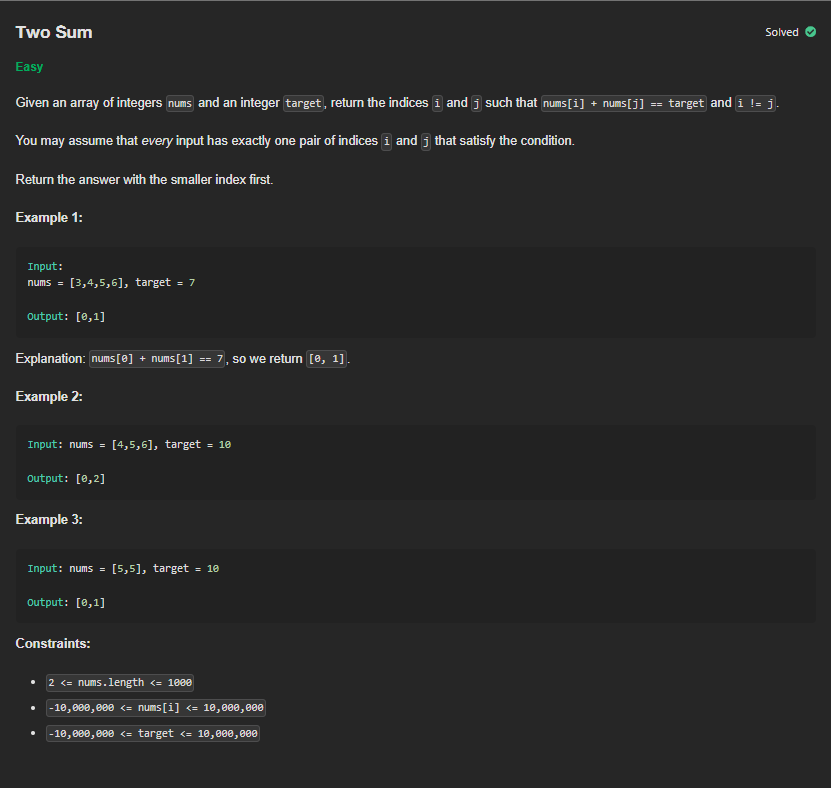 Two Sum
Solved
Easy
Given an array of integers nums and an integer target, return the indices i and j such that nums[i] + nums[j] == target and i != j.
You may assume that every input has exactly one pair of indices i and j that satisfy the condition.
Return the answer with the smaller index first.
Example 1:
Input:
nums = [3,4,5,6], target = 7
Output: [0,1]
Explanation: nums[0] + nums[1] == 7, so we return [0, 1].
Example 2:
Input: nums = [4,5,6], target = 10
Output: [0,2]
Example 3:
Input: nums = [5,5], target = 10
Output: [0,1]
Constraints:
• 2 <= nums.length <= 1000
• -10,000,000 <= nums[i] <= 10,000,000
• -10,000,000 <= target <= 10,000,000